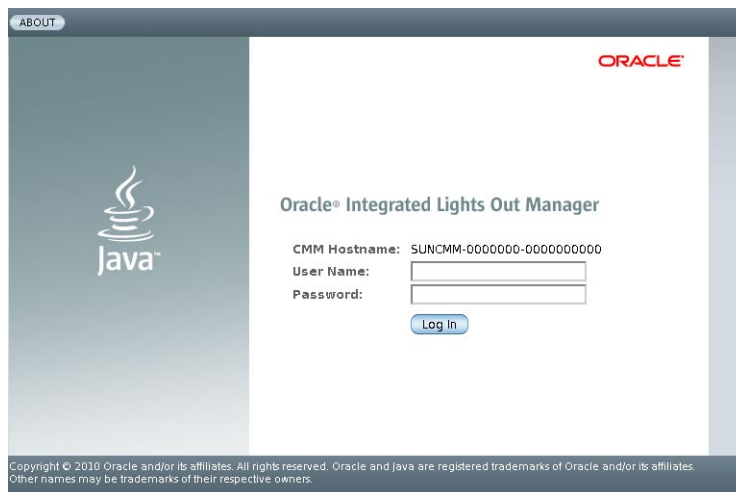 ABOUT
ORACLE®
Java™
Oracle® Integrated Lights Out Manager
CMM Hostname: SUNCMM-0000000-0000000000
User Name:
Password:
Log In
Copyright © 2010 Oracle and/or its affiliates. All rights reserved. Oracle and Java are registered trademarks of Oracle and/or its affiliates.
Other names may be trademarks of their respective owners.